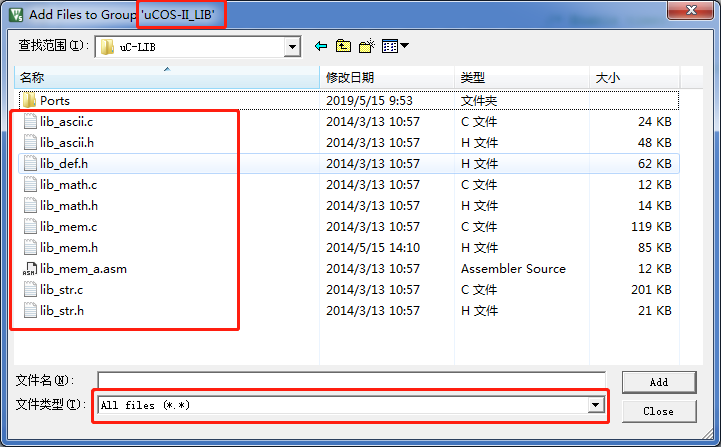 Add Files to Group 'uCOS-II_LIB'
查找范围(I): uC-LIB
名称 修改日期 类型 大小
Ports 2019/5/15 9:53 文件夹
lib_ascii.c 2014/3/13 10:57 C 文件 24 KB
lib_ascii.h 2014/3/13 10:57 H 文件 48 KB
lib_def.h 2014/3/13 10:57 H 文件 62 KB
lib_math.c 2014/3/13 10:57 C 文件 12 KB
lib_math.h 2014/3/13 10:57 H 文件 14 KB
lib_mem.c 2014/3/13 10:57 C 文件 119 KB
lib_mem.h 2014/5/15 14:10 H 文件 85 KB
lib_mem_a.asm 2014/3/13 10:57 Assembler Source 12 KB
lib_str.c 2014/3/13 10:57 C 文件 201 KB
lib_str.h 2014/3/13 10:57 H 文件 21 KB
文件名(N): Add
文件类型(T): All files (*.*) Close